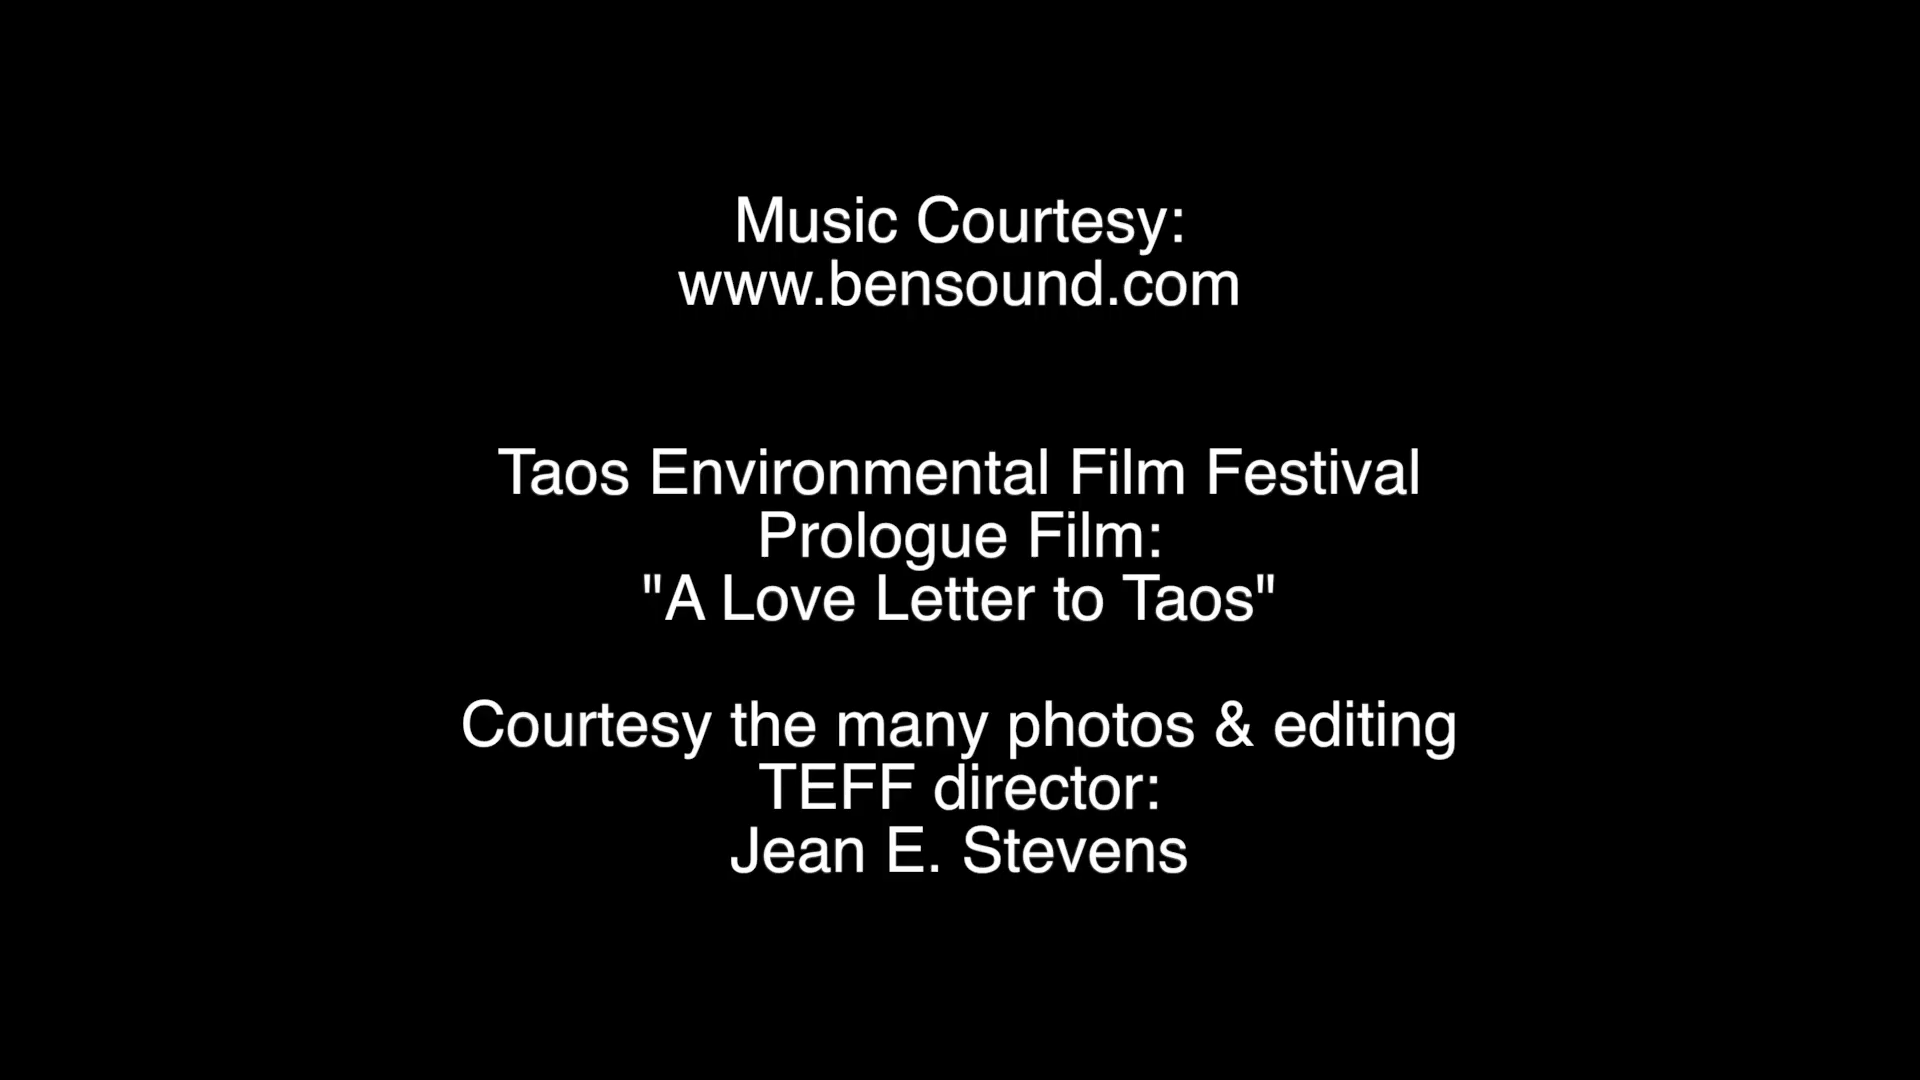 Music Courtesy:
www.bensound.com
Taos Environmental Film Festival
Prologue Film:
"A Love Letter to Taos"
Courtesy the many photos & editing
TEFF director:
Jean E. Stevens